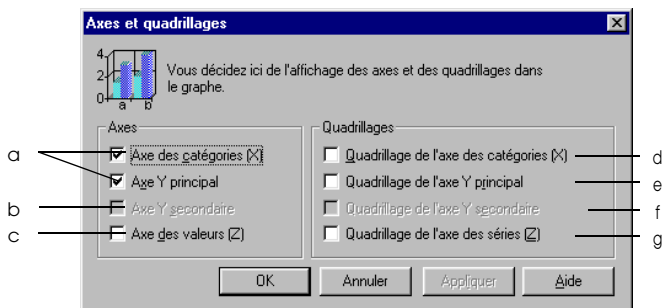 Axes et quadrillages
4
2
0
a b
Vous décidez ici de l'affichage des axes et des quadrillages dans
le graphe.
Axes
Axe des catégories (X)
Axe Y principal
Axe Y secondaire
Axe des valeurs (Z)
Quadrillages
Quadrillage de l'axe des catégories (X)
Quadrillage de l'axe Y principal
Quadrillage de l'axe Y secondaire
Quadrillage de l'axe des séries (Z)
OK Annuler Appliquer Aide
a
b
c
d
e
f
g